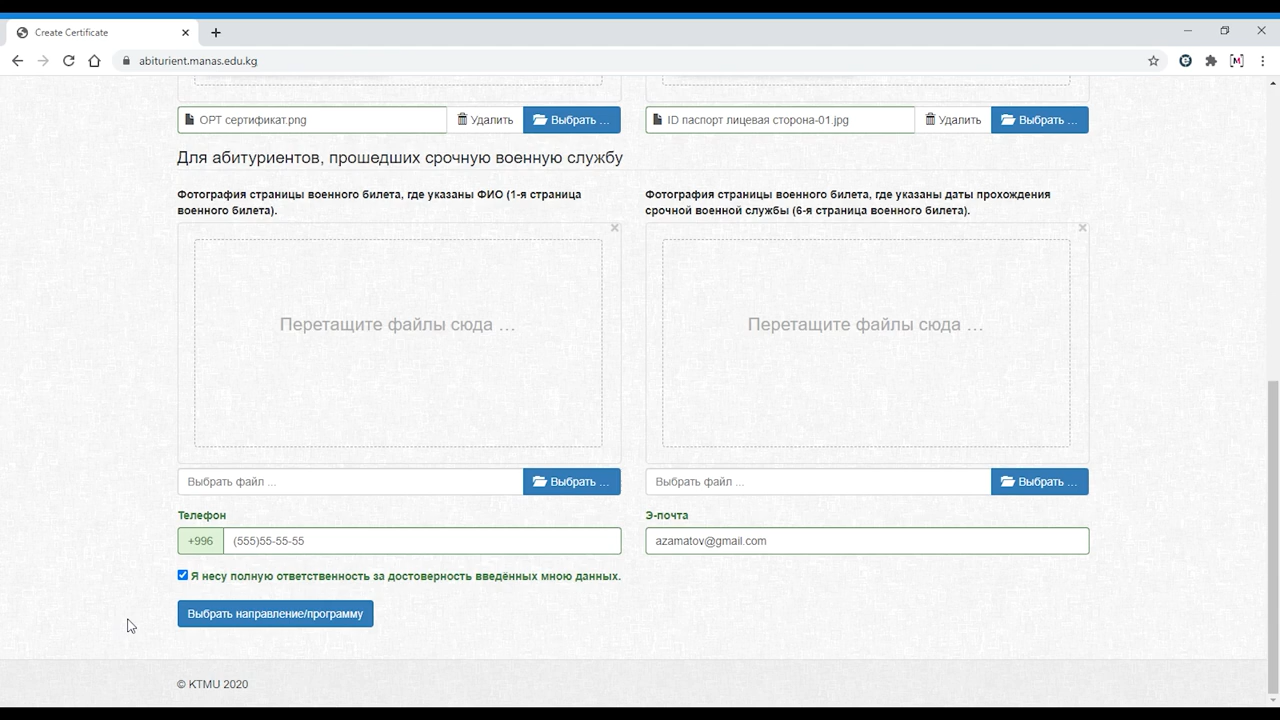 Create Certificate
abiturient.manas.edu.kg
[M]
ОРТ сертификат.png
Удалить
Выбрать ...
ID паспорт лицевая сторона-01.jpg
Удалить
Выбрать ...
Для абитуриентов, прошедших срочную военную службу
Фотография страницы военного билета, где указаны ФИО (1-я страница
военного билета).
Фотография страницы военного билета, где указаны даты прохождения
срочной военной службы (6-я страница военного билета).
Перетащите файлы сюда …
Перетащите файлы сюда …
Выбрать файл ...
Выбрать ...
Выбрать файл ...
Выбрать ...
Телефон
Э-почта
+996
(555)55-55-55
azamatov@gmail.com
Я несу полную ответственность за достоверность введённых мною данных.
Выбрать направление/программу
© KTMU 2020